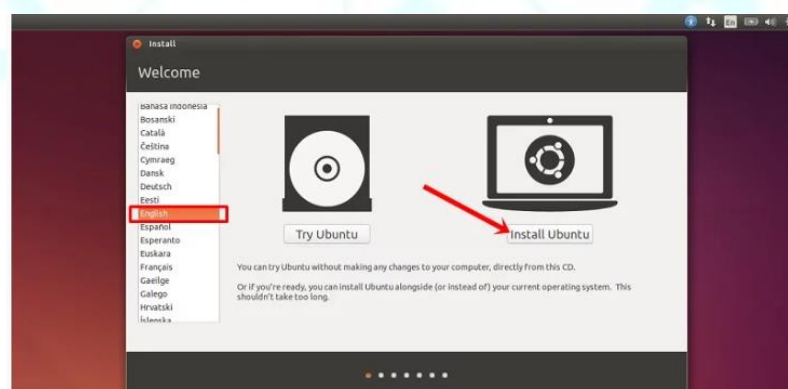 En
Install
Welcome
Bahasa Indonesia
Bosanski
Català
Čeština
Cymraeg
Dansk
Deutsch
Eesti
English
Español
Esperanto
Euskara
Français
Gaeilge
Galego
Hrvatski
Íslenska
Try Ubuntu
Install Ubuntu
You can try Ubuntu without making any changes to your computer, directly from this CD.
Or if you're ready, you can install Ubuntu alongside (or instead of) your current operating system. This
shouldn't take too long.